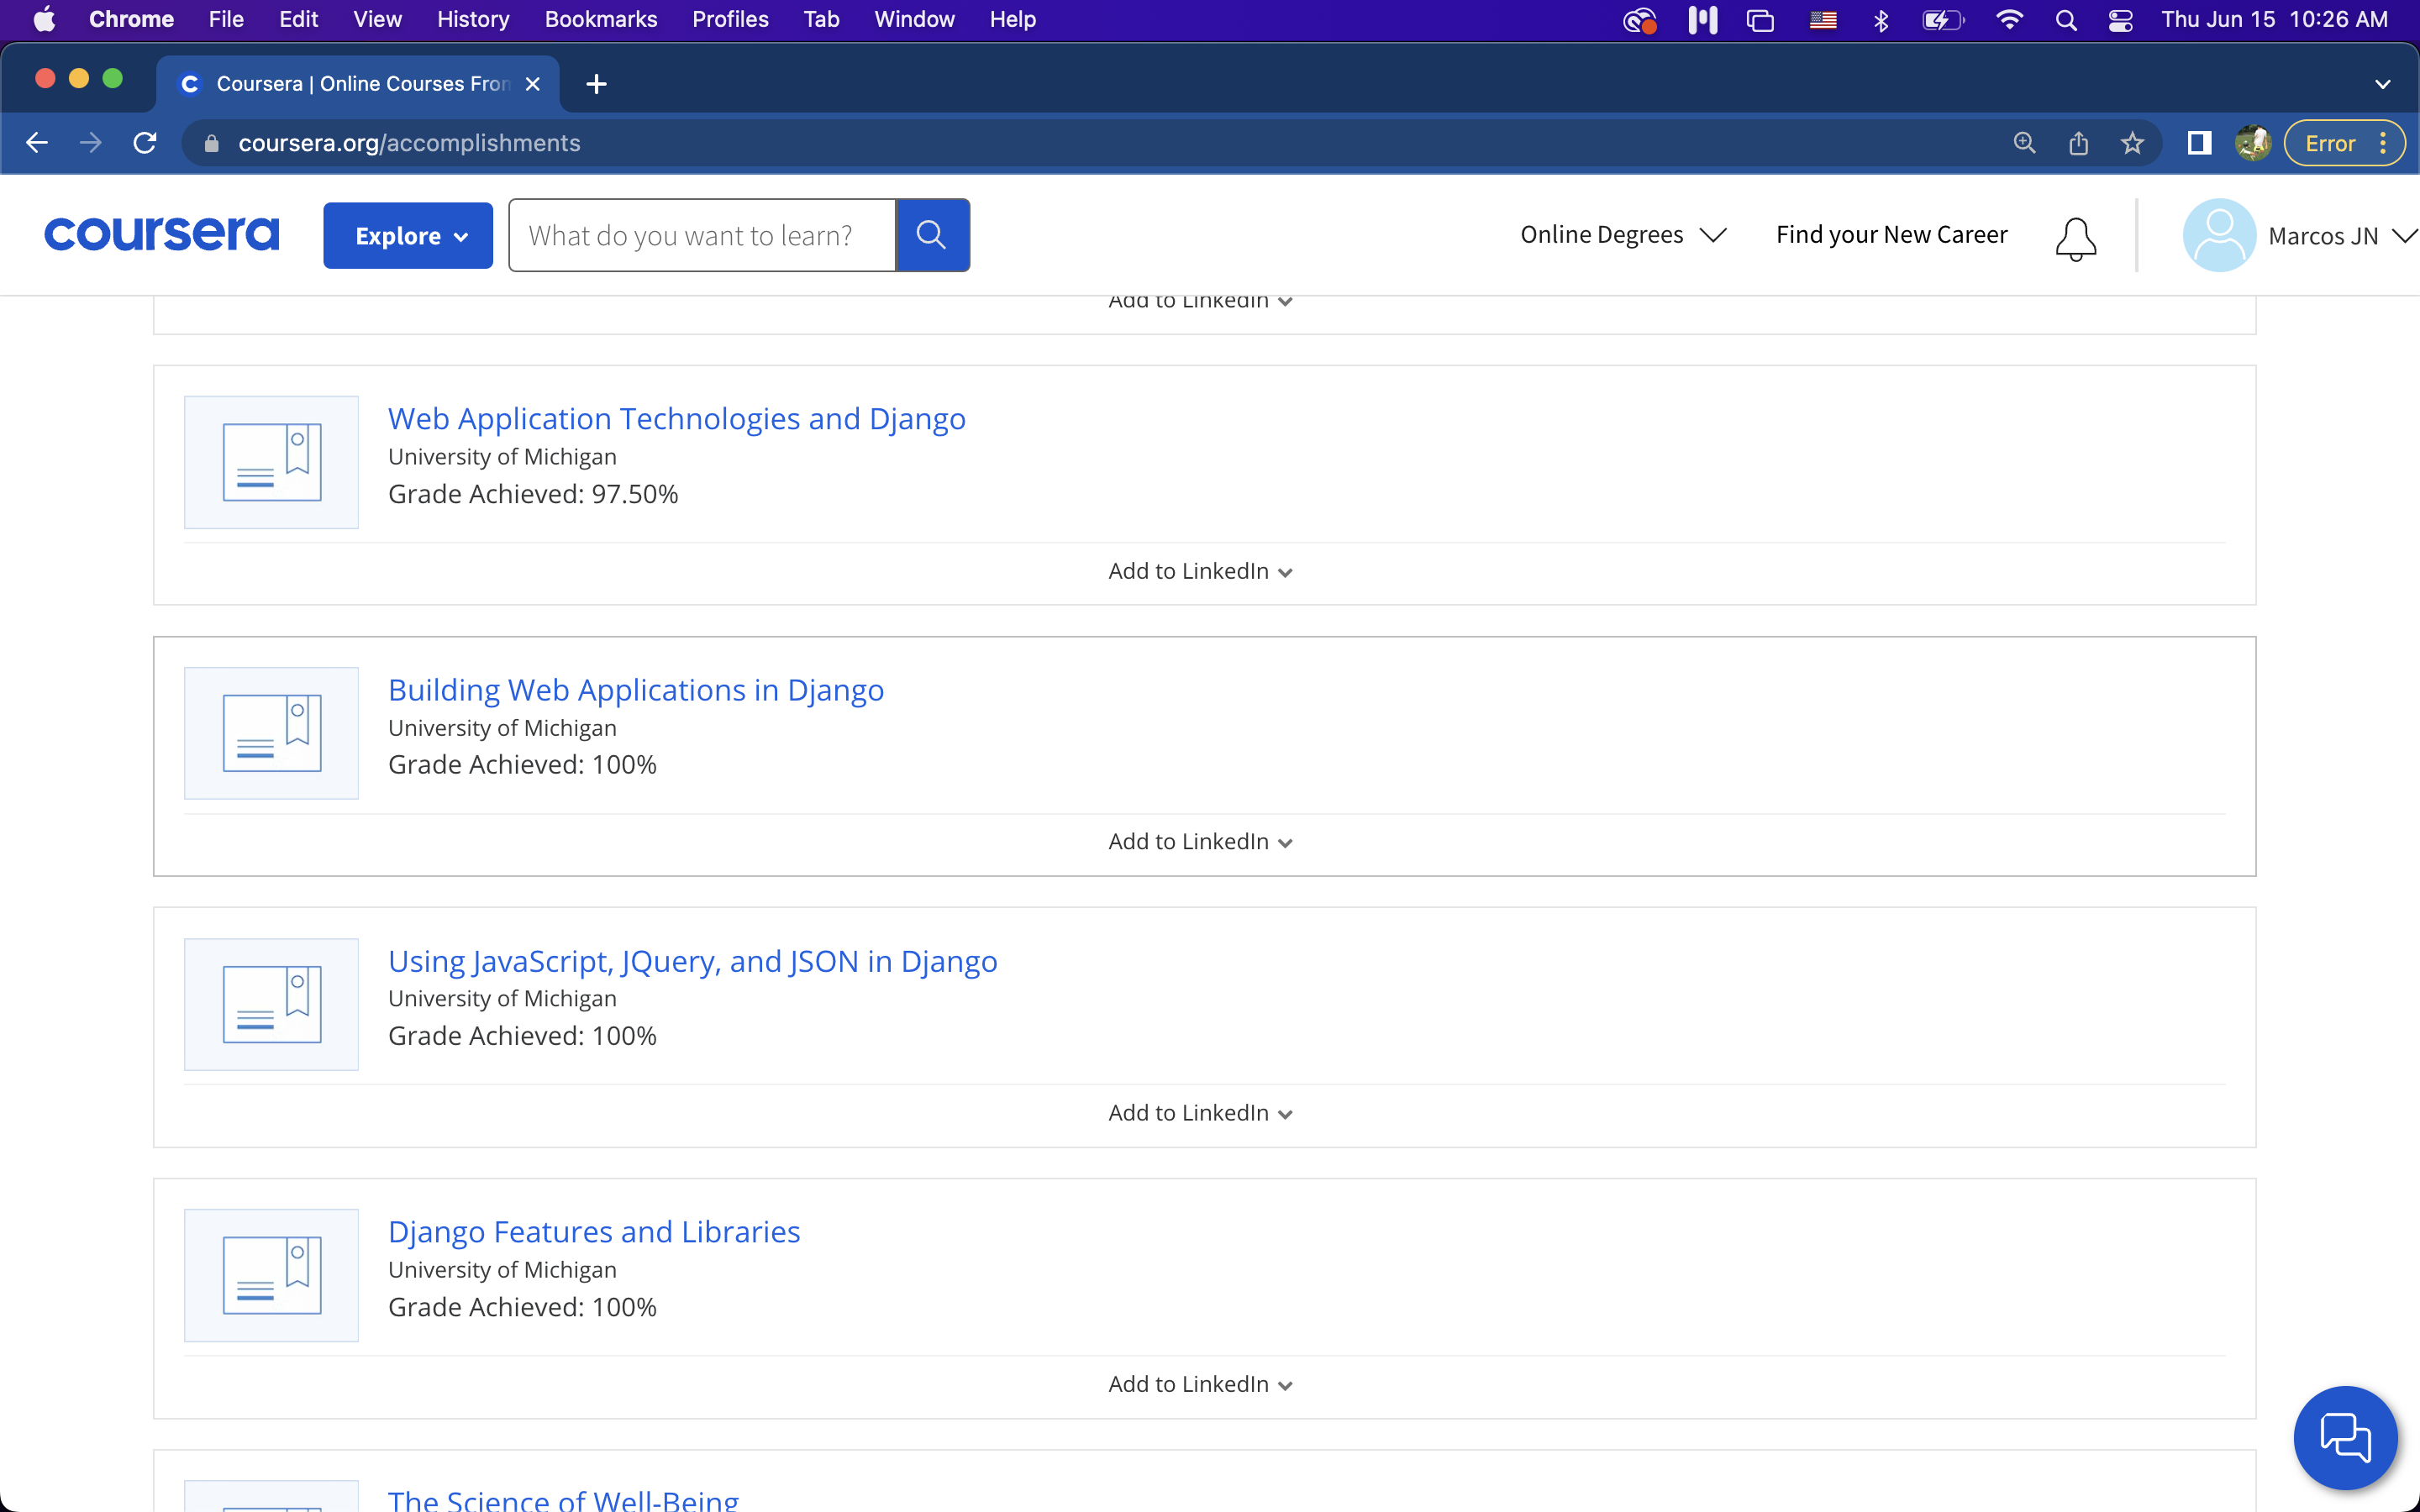 Chrome File Edit View History Bookmarks Profiles Tab Window Help Thu Jun 15 10:26 AM
Coursera | Online Courses From
coursera.org/accomplishments Error
coursera Explore What do you want to learn? Online Degrees Find your New Career Marcos JN
Add to LinkedIn
Web Application Technologies and Django
University of Michigan
Grade Achieved: 97.50%
Add to LinkedIn
Building Web Applications in Django
University of Michigan
Grade Achieved: 100%
Add to LinkedIn
Using JavaScript, JQuery, and JSON in Django
University of Michigan
Grade Achieved: 100%
Add to LinkedIn
Django Features and Libraries
University of Michigan
Grade Achieved: 100%
Add to LinkedIn
The Science of Well-Being